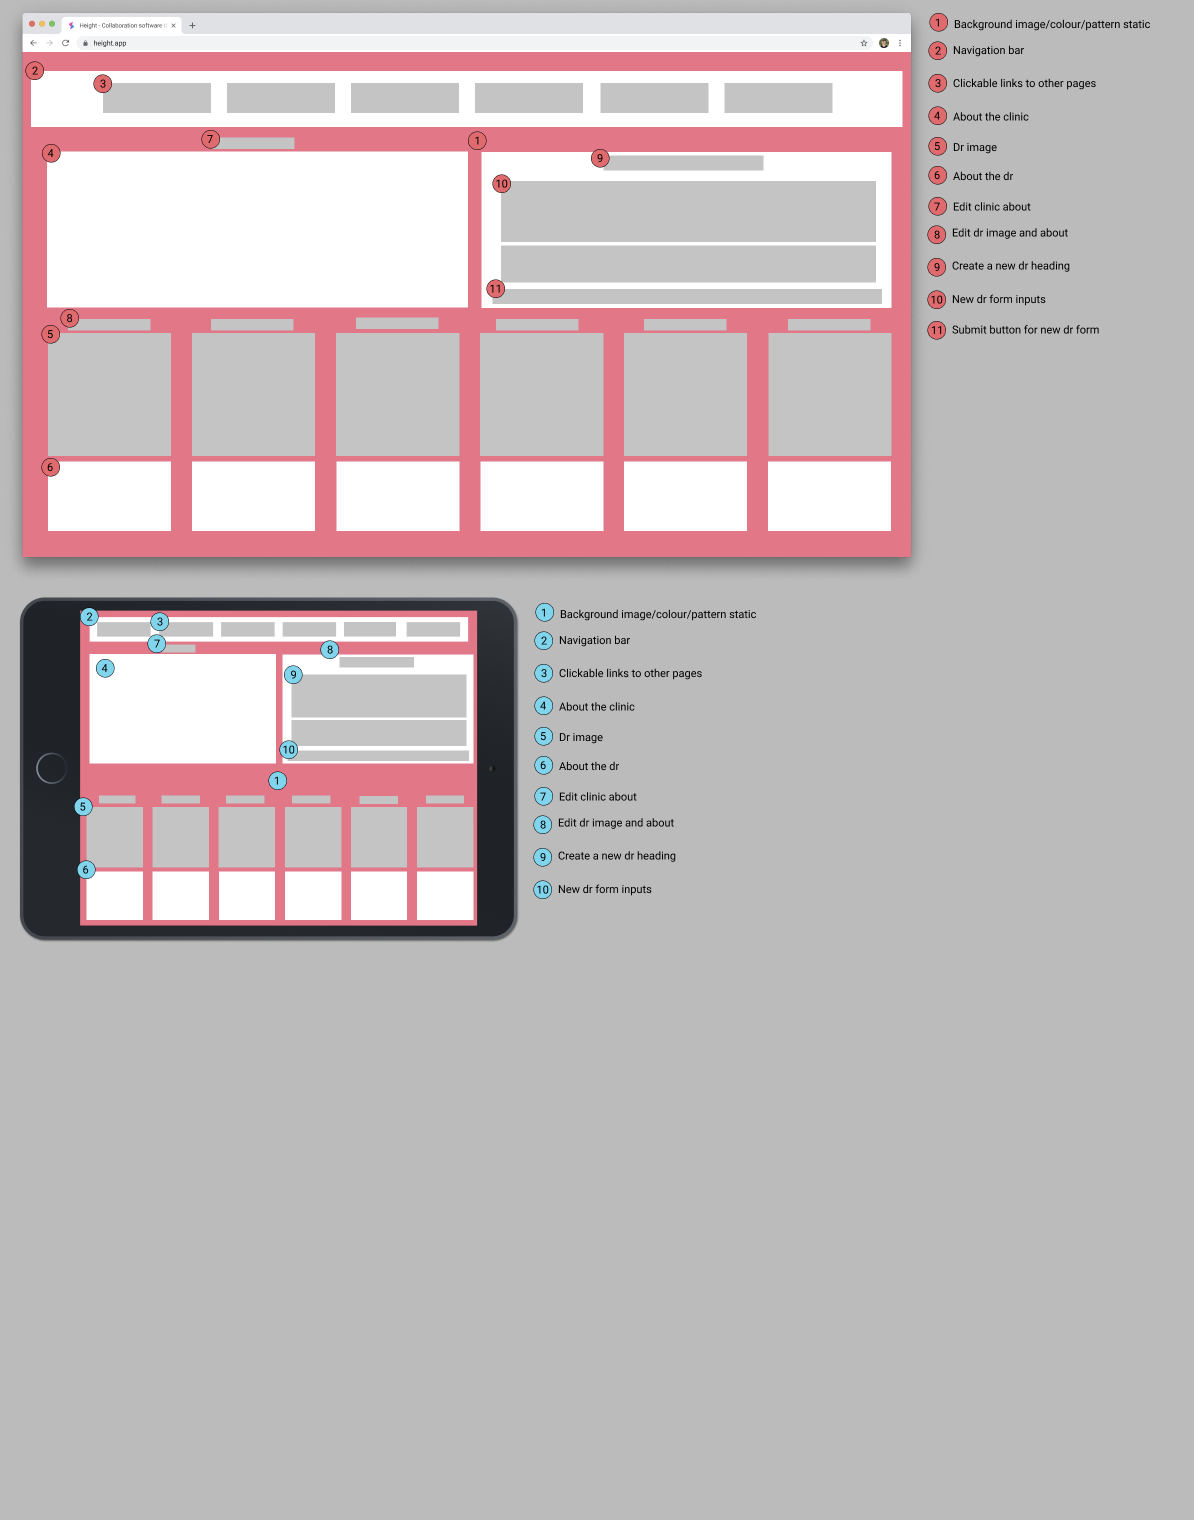 Height - Collaboration software t
height.app
2
3
7
1
4
9
10
11
8
5
6
1 Background image/colour/pattern static
2 Navigation bar
3 Clickable links to other pages
4 About the clinic
5 Dr image
6 About the dr
7 Edit clinic about
8 Edit dr image and about
9 Create a new dr heading
10 New dr form inputs
11 Submit button for new dr form
2
3
7
8
4
9
10
1
5
6
1 Background image/colour/pattern static
2 Navigation bar
3 Clickable links to other pages
4 About the clinic
5 Dr image
6 About the dr
7 Edit clinic about
8 Edit dr image and about
9 Create a new dr heading
10 New dr form inputs